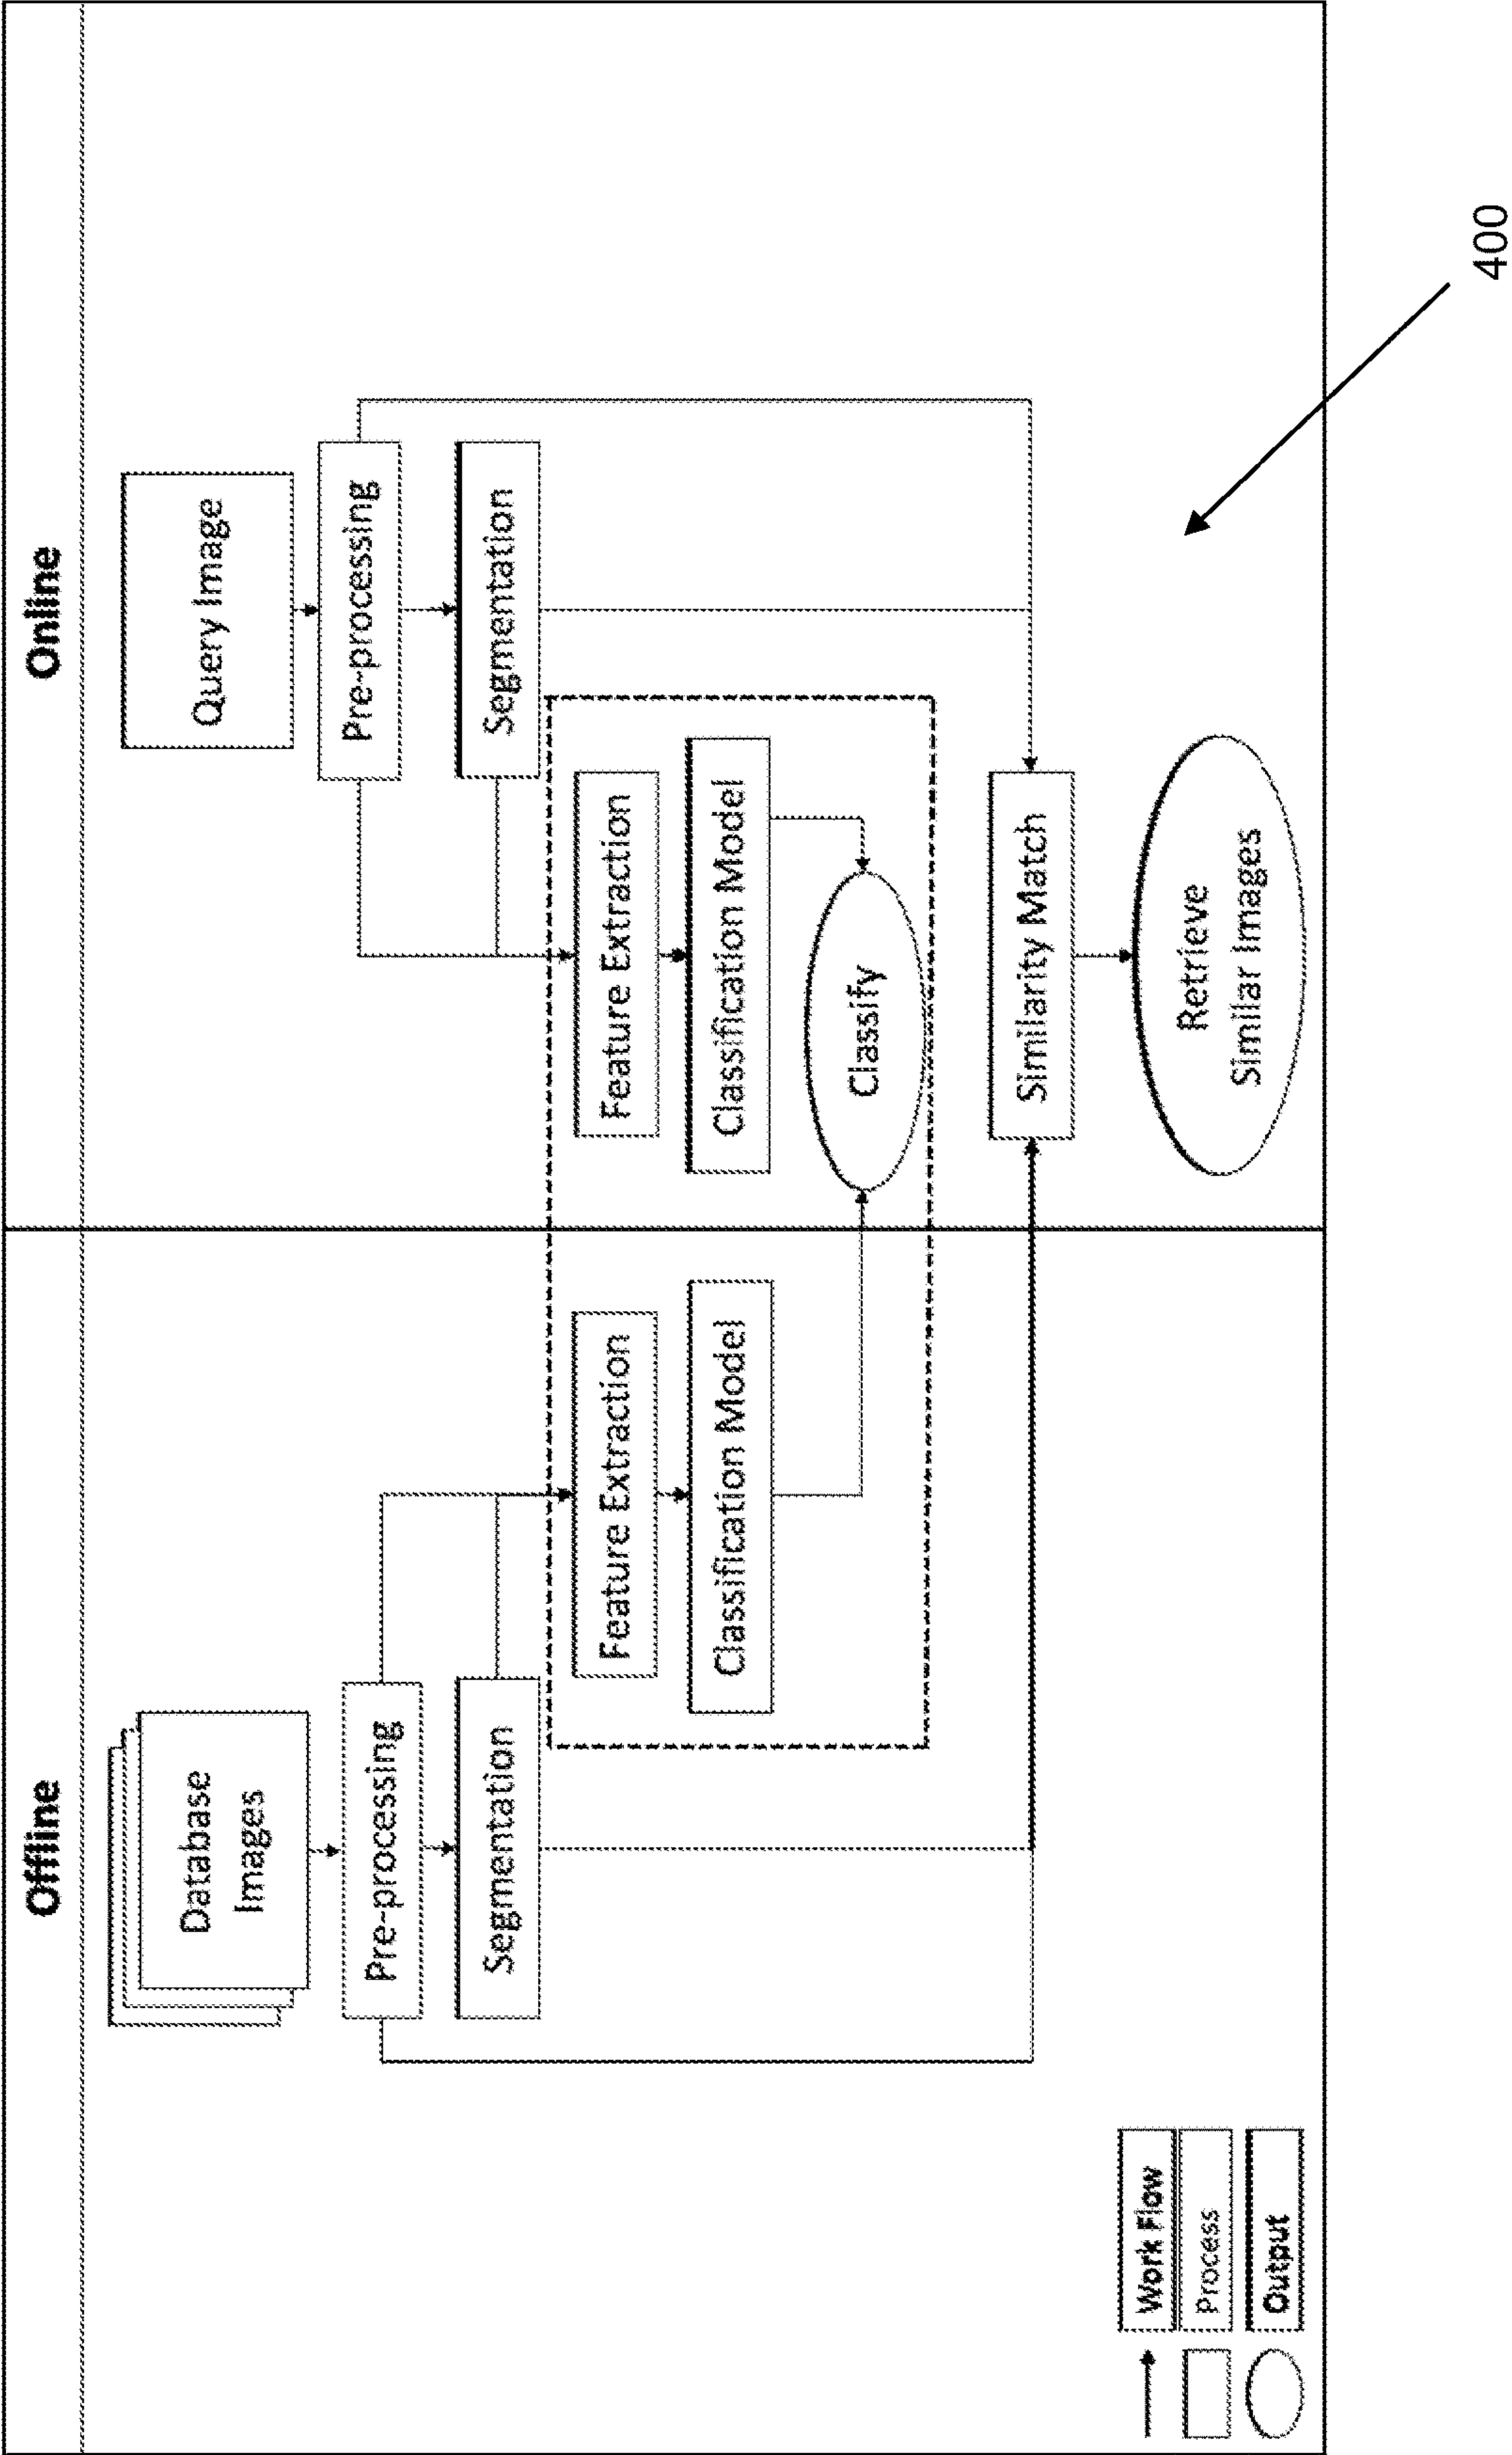 Offline
Online
Database
Images
Pre-processing
Segmentation
Feature Extraction
Classification Model
Query Image
Pre-processing
Segmentation
Feature Extraction
Classification Model
Classify
Similarity Match
Retrieve
Similar Images
Work Flow
Process
Output
400